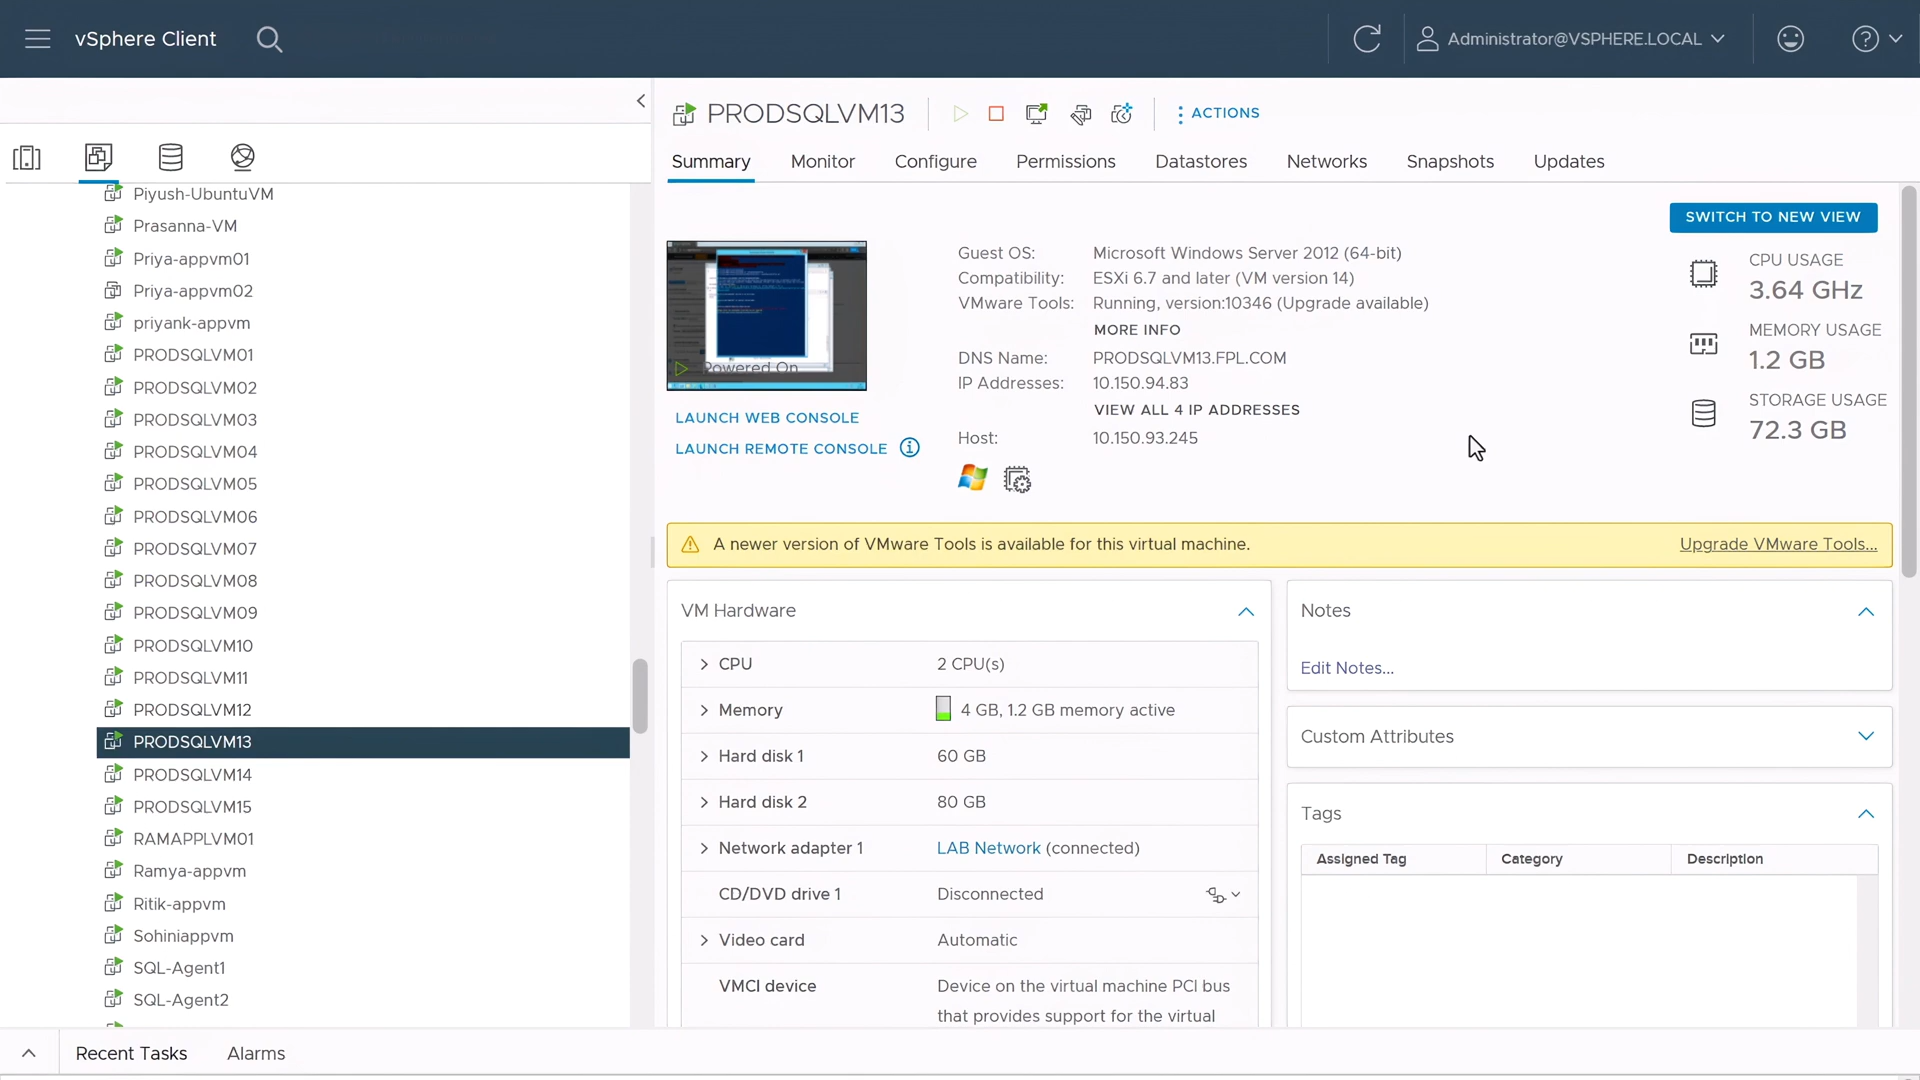 vSphere Client
Administrator@VSPHERE.LOCAL
PRODSQLVM13
ACTIONS
Summary
Monitor
Configure
Permissions
Datastores
Networks
Snapshots
Updates
Piyush-UbuntuVM
Prasanna-VM
Priya-appvm01
Priya-appvm02
priyank-appvm
PRODSQLVM01
PRODSQLVM02
PRODSQLVM03
PRODSQLVM04
PRODSQLVM05
PRODSQLVM06
PRODSQLVM07
PRODSQLVM08
PRODSQLVM09
PRODSQLVM10
PRODSQLVM11
PRODSQLVM12
PRODSQLVM13
PRODSQLVM14
PRODSQLVM15
RAMAPPLVM01
Ramya-appvm
Ritik-appvm
Sohiniappvm
SQL-Agent1
SQL-Agent2
SWITCH TO NEW VIEW
Powered On
LAUNCH WEB CONSOLE
LAUNCH REMOTE CONSOLE
Guest OS: Microsoft Windows Server 2012 (64-bit)
Compatibility: ESXi 6.7 and later (VM version 14)
VMware Tools: Running, version:10346 (Upgrade available)
MORE INFO
DNS Name: PRODSQLVM13.FPL.COM
IP Addresses: 10.150.94.83
VIEW ALL 4 IP ADDRESSES
Host: 10.150.93.245
CPU USAGE
3.64 GHz
MEMORY USAGE
1.2 GB
STORAGE USAGE
72.3 GB
A newer version of VMware Tools is available for this virtual machine.
Upgrade VMware Tools...
VM Hardware
CPU 2 CPU(s)
Memory 4 GB, 1.2 GB memory active
Hard disk 1 60 GB
Hard disk 2 80 GB
Network adapter 1 LAB Network (connected)
CD/DVD drive 1 Disconnected
Video card Automatic
VMCI device Device on the virtual machine PCI bus
that provides support for the virtual
Notes
Edit Notes...
Custom Attributes
Tags
Assigned Tag Category Description
Recent Tasks
Alarms